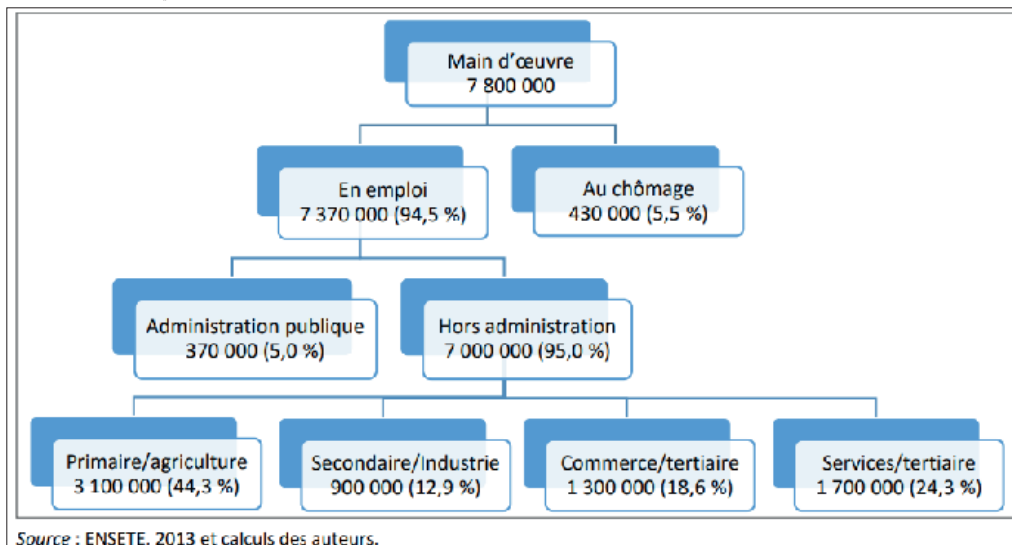 Main d'œuvre
7 800 000
En emploi
7 370 000 (94,5 %)
Au chômage
430 000 (5,5 %)
Administration publique
370 000 (5,0 %)
Hors administration
7 000 000 (95,0 %)
Primaire/agriculture
3 100 000 (44,3 %)
Secondaire/Industrie
900 000 (12,9 %)
Commerce/tertiaire
1 300 000 (18,6 %)
Services/tertiaire
1 700 000 (24,3 %)
Source : ENSETE, 2013 et calculs des auteurs.